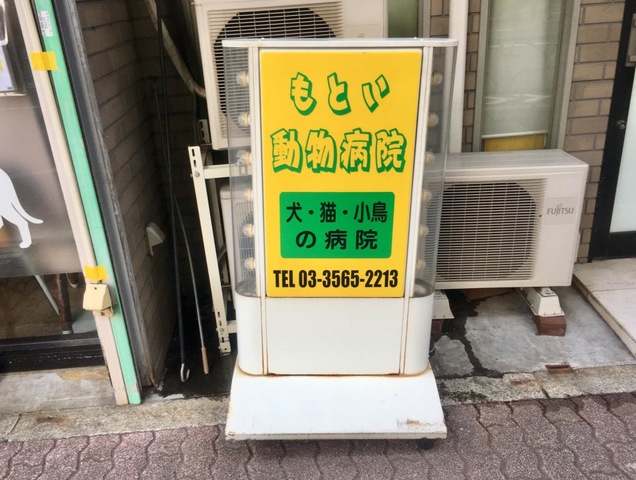 もとい
動物病院
犬・猫・小鳥
の病院
TEL 03-3565-2213
FUJITSU